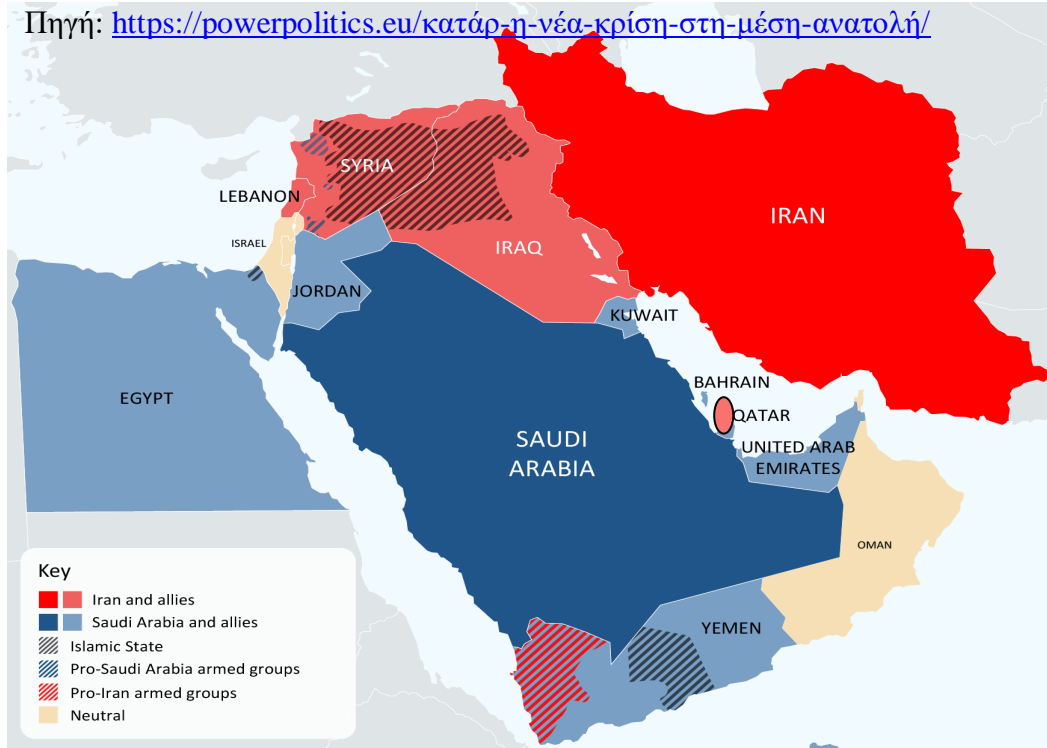 Πηγή: https://powerpolitics.eu/κατάρ-η-νέα-κρίση-στη-μέση-ανατολή/
IRAN
SYRIA
LEBANON
ISRAEL
IRAQ
JORDAN
KUWAIT
EGYPT
BAHRAIN
QATAR
SAUDI
ARABIA
UNITED ARAB
EMIRATES
OMAN
YEMEN
Key
Iran and allies
Saudi Arabia and allies
Islamic State
Pro-Saudi Arabia armed groups
Pro-Iran armed groups
Neutral